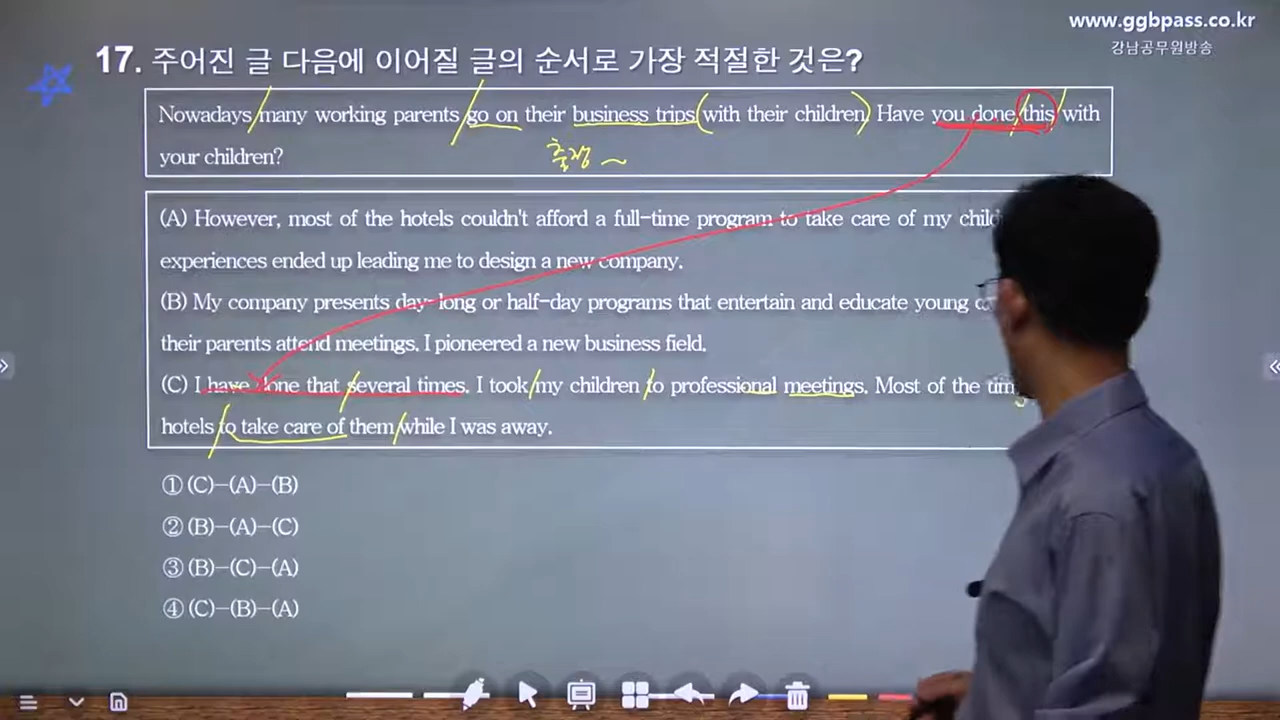 www.ggbpass.co.kr
강남공무원방송
17. 주어진 글 다음에 이어질 글의 순서로 가장 적절한 것은?
Nowadays many working parents go on their business trips with their children. Have you done this with
your children?
출장
(A) However, most of the hotels couldn't afford a full-time program to take care of my
experiences ended up leading me to design a new company.
(B) My company presents day-long or half-day programs that entertain and educate young
their parents attend meetings. I pioneered a new business field.
(C) I have done that several times. I took my children to professional meetings. Most of the
hotels to take care of them while I was away.
① (C)-(A)-(B)
② (B)-(A)-(C)
③ (B)-(C)-(A)
④ (C)-(B)-(A)